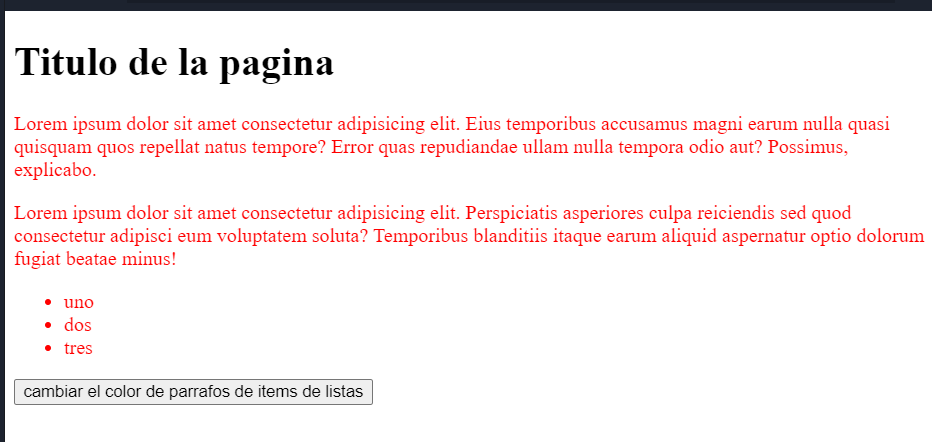 Titulo de la pagina
Lorem ipsum dolor sit amet consectetur adipisicing elit. Eius temporibus accusamus magni earum nulla quasi
quisquam quos repellat natus tempore? Error quas repudiandae ullam nulla tempora odio aut? Possimus,
explicabo.
Lorem ipsum dolor sit amet consectetur adipisicing elit. Perspiciatis asperiores culpa reiciendis sed quod
consectetur adipisci eum voluptatem soluta? Temporibus blanditiis itaque earum aliquid aspernatur optio dolorum
fugiat beatae minus!
• uno
• dos
• tres
cambiar el color de parrafos de items de listas